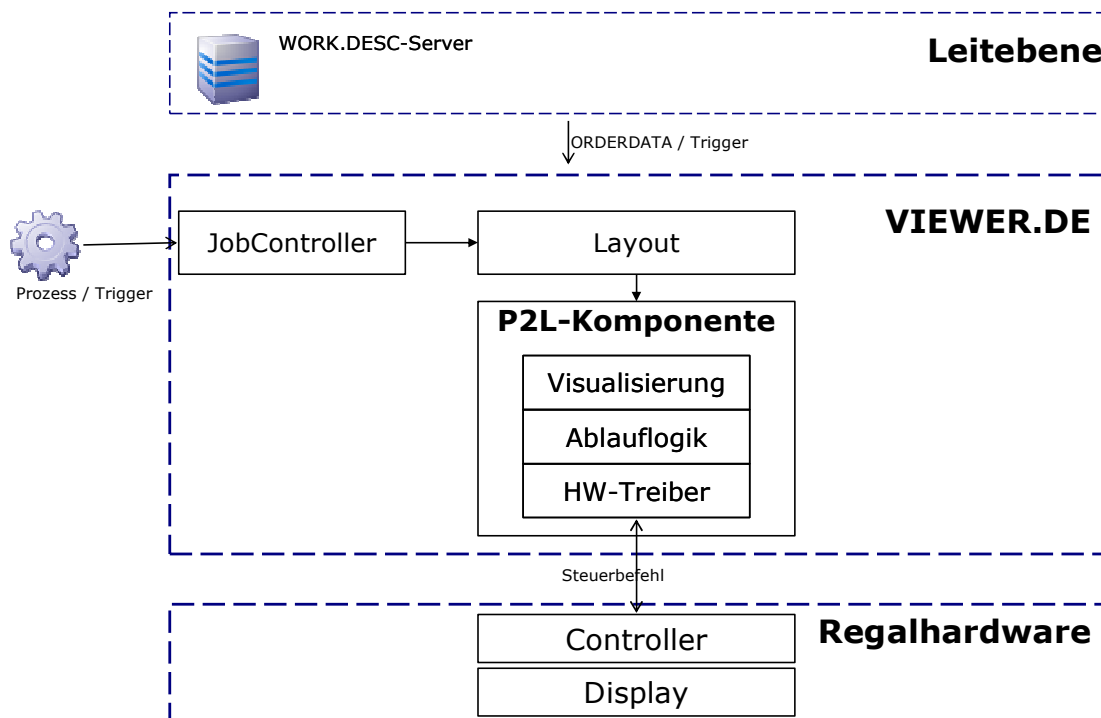 WORK.DESC-Server
Leitebene
ORDERDATA / Trigger
VIEWER.DE
JobController
Layout
Prozess / Trigger
P2L-Komponente
Visualisierung
Ablauflogik
HW-Treiber
Steuerbefehl
Regalhardware
Controller
Display